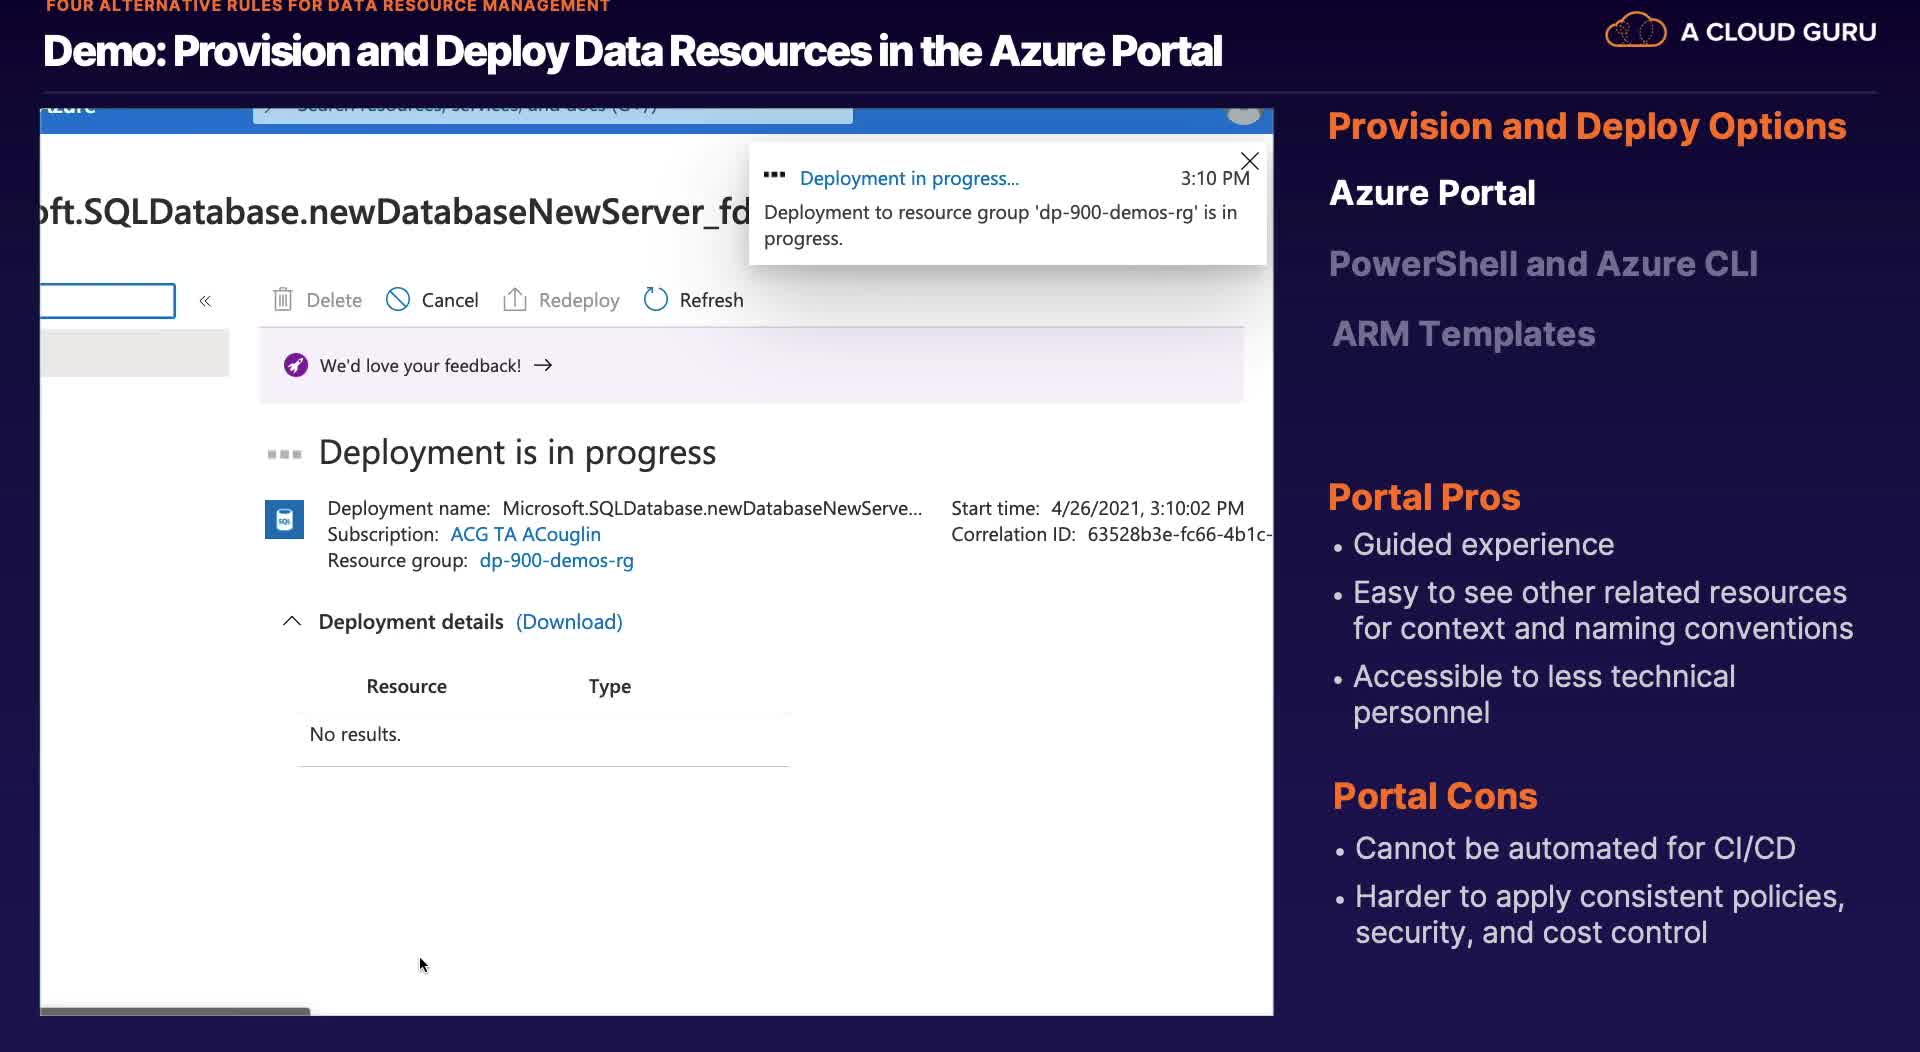 FOUR ALTERNATIVE RULES FOR DATA RESOURCE MANAGEMENT
Demo: Provision and Deploy Data Resources in the Azure Portal
A CLOUD GURU
Azure
Search resources, services, and docs (G+/)
oft.SQLDatabase.newDatabaseNewServer_fd
Deployment in progress...
3:10 PM
Deployment to resource group 'dp-900-demos-rg' is in
progress.
«
Delete
Cancel
Redeploy
Refresh
We'd love your feedback! →
Deployment is in progress
SQL
Deployment name: Microsoft.SQLDatabase.newDatabaseNewServe...
Subscription: ACG TA ACouglin
Resource group: dp-900-demos-rg
Start time: 4/26/2021, 3:10:02 PM
Correlation ID: 63528b3e-fc66-4b1c-
Deployment details (Download)
Resource Type
No results.
Provision and Deploy Options
Azure Portal
PowerShell and Azure CLI
ARM Templates
Portal Pros
• Guided experience
• Easy to see other related resources
for context and naming conventions
• Accessible to less technical
personnel
Portal Cons
• Cannot be automated for CI/CD
• Harder to apply consistent policies,
security, and cost control